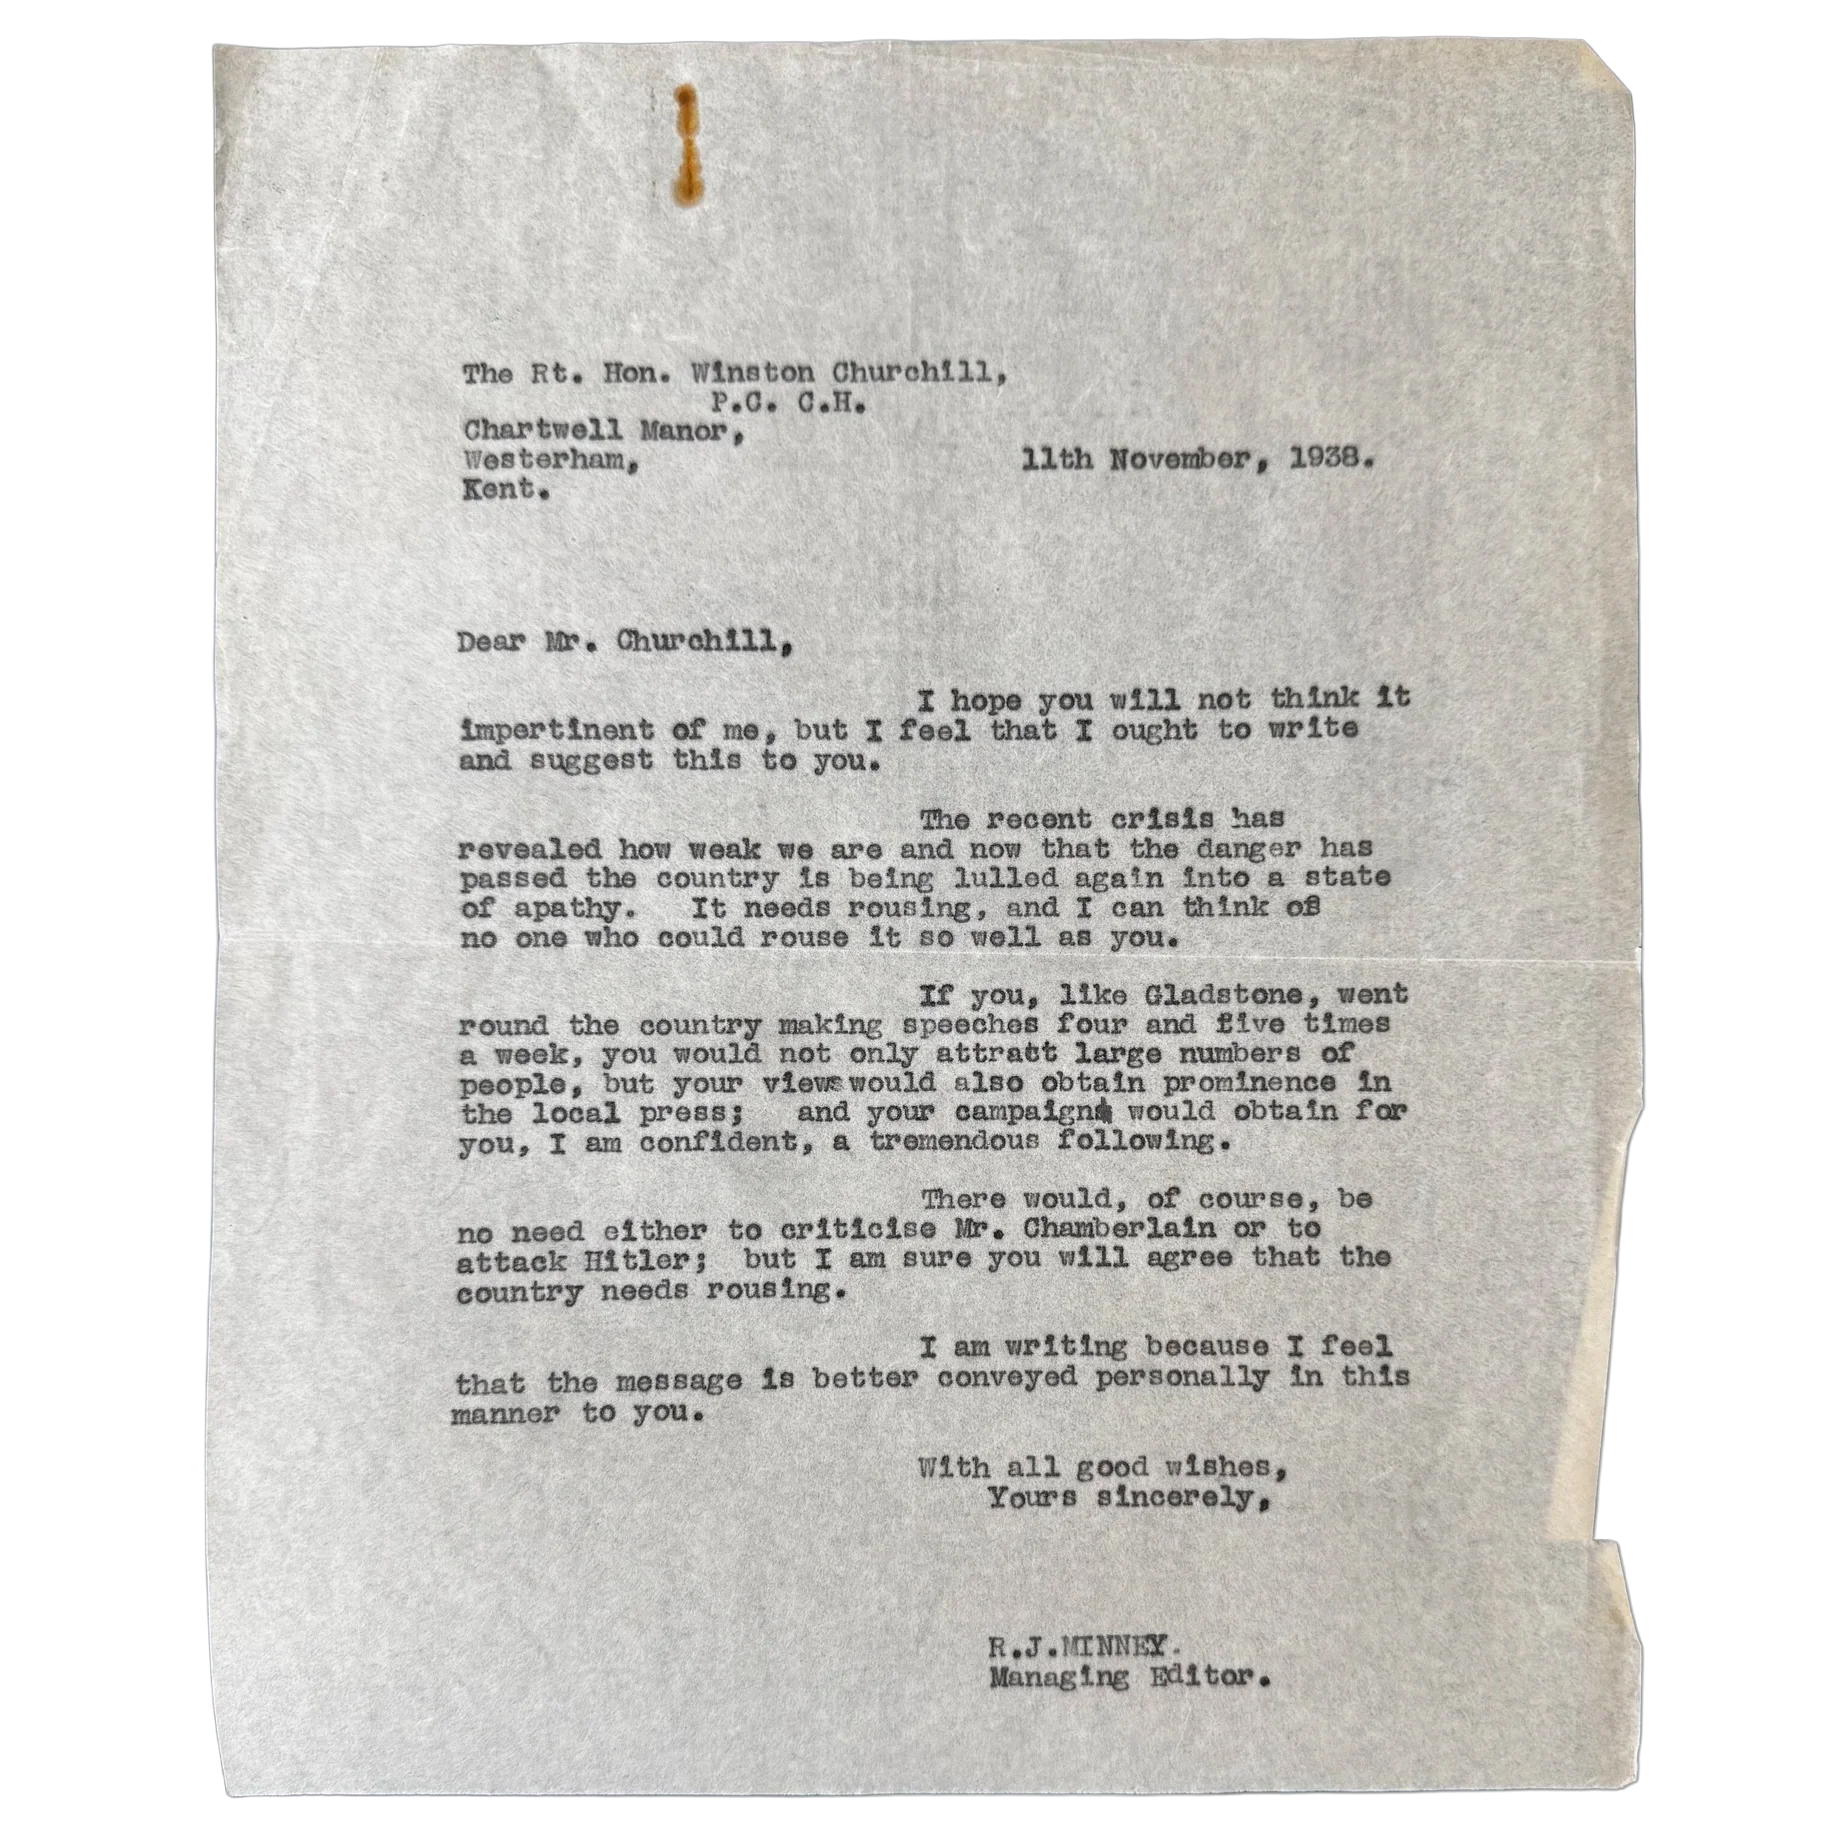 The Rt. Hon. Winston Churchill,
P.C. C.H.
Chartwell Manor,
Westerham,
11th November, 1938.
Kent.
Dear Mr. Churchill,
I hope you will not think it
impertinent of me, but I feel that I ought to write
and suggest this to you.
The recent crisis has
revealed how weak we are and now that the danger has
passed the country is being lulled again into a state
of apathy. It needs rousing, and I can think of
no one who could rouse it so well as you.
If you, like Gladstone, went
round the country making speeches four and five times
a week, you would not only attract large numbers of
people, but your views would also obtain prominence in
the local press; and your campaign would obtain for
you, I am confident, a tremendous following.
There would, of course, be
no need either to criticise Mr. Chamberlain or to
attack Hitler; but I am sure you will agree that the
country needs rousing.
I am writing because I feel
that the message is better conveyed personally in this
manner to you.
With all good wishes,
Yours sincerely,
R.J.MINNEY.
Managing Editor.